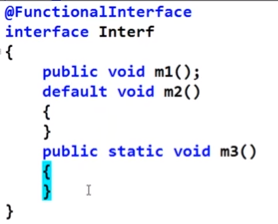 @FunctionalInterface
interface Interf
{
    public void m1();
    default void m2()
    {
    }
    public static void m3()
    {
    }
}